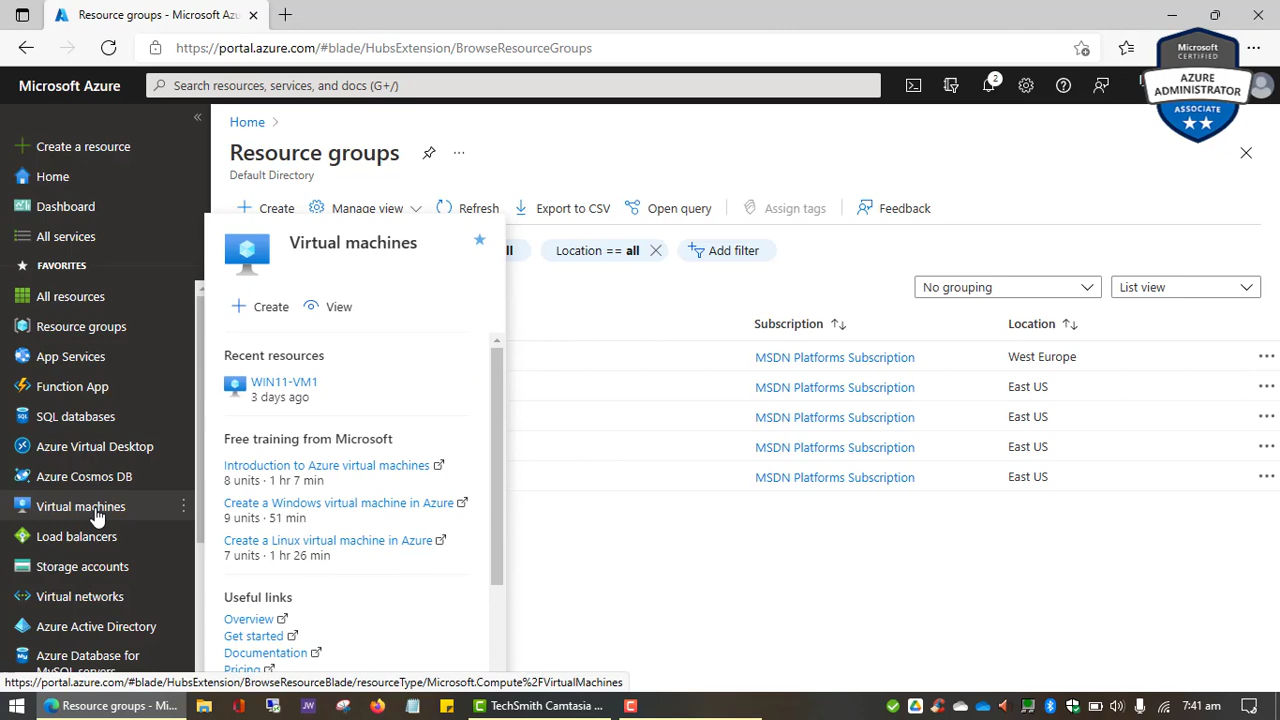 Resource groups - Microsoft Azu
https://portal.azure.com/#blade/HubsExtension/BrowseResourceGroups
Microsoft
CERTIFIED
AZURE
ADMINISTRATOR
ASSOCIATE
Microsoft Azure
Search resources, services, and docs (G+/)
2
Create a resource
Home
Dashboard
All services
FAVORITES
All resources
Resource groups
App Services
Function App
SQL databases
Azure Virtual Desktop
Azure Cosmos DB
Virtual machines
Load balancers
Storage accounts
Virtual networks
Azure Active Directory
Azure Database for
MySQL servers
Home
Resource groups
Default Directory
Create
Manage view
Refresh
Export to CSV
Open query
Assign tags
Feedback
Location == all
Add filter
No grouping
List view
Subscription
Location
MSDN Platforms Subscription
West Europe
MSDN Platforms Subscription
East US
MSDN Platforms Subscription
East US
MSDN Platforms Subscription
East US
MSDN Platforms Subscription
East US
Virtual machines
Create
View
Recent resources
WIN11-VM1
3 days ago
Free training from Microsoft
Introduction to Azure virtual machines
8 units · 1 hr 7 min
Create a Windows virtual machine in Azure
9 units · 51 min
Create a Linux virtual machine in Azure
7 units · 1 hr 26 min
Useful links
Overview
Get started
Documentation
Pricing
https://portal.azure.com/#blade/HubsExtension/BrowseResourceBlade/resourceType/Microsoft.Compute%2FVirtualMachines
Resource groups - Mi...
JW
TechSmith Camtasia ...
7:41 am